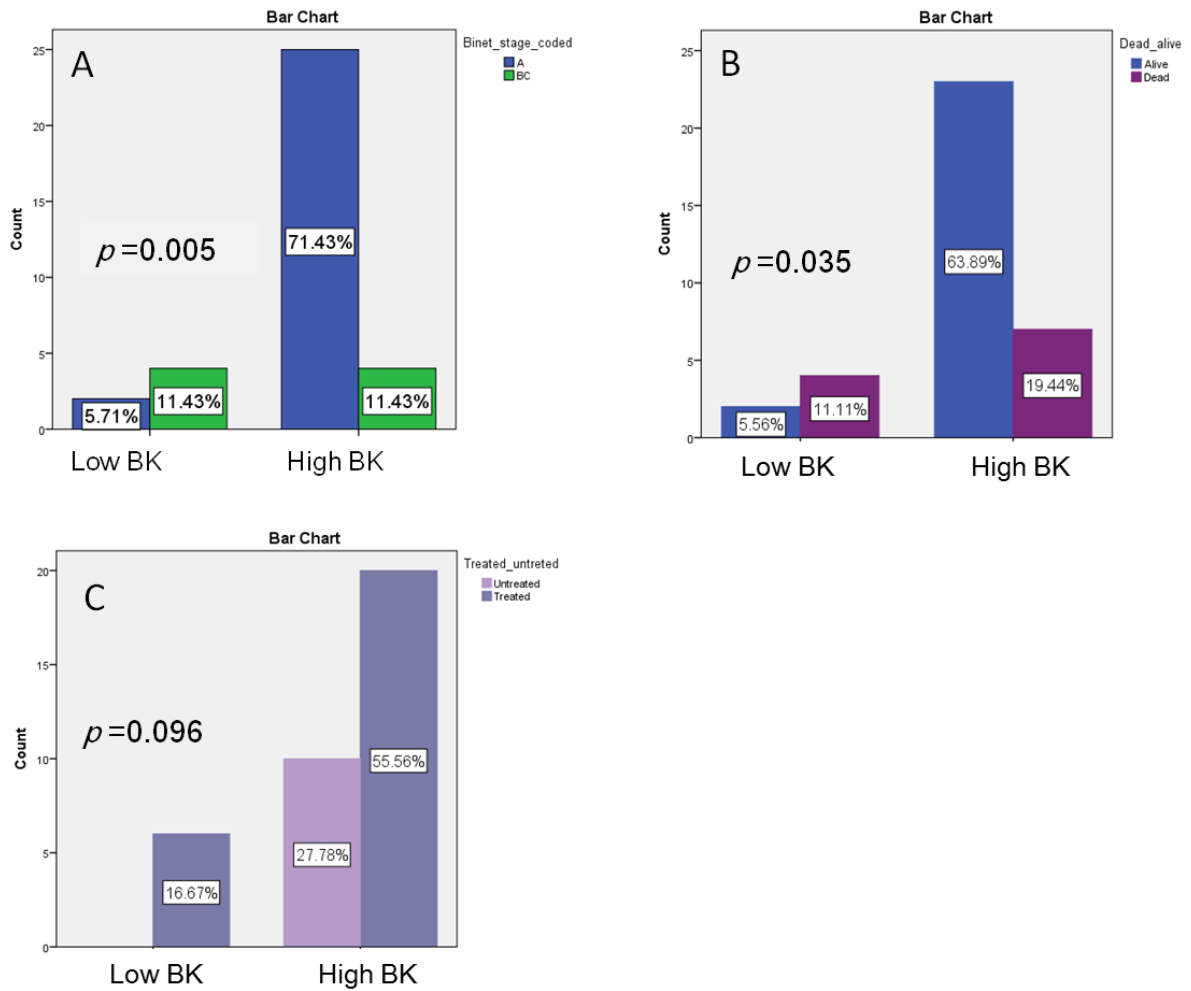 Bar Chart
A
Binet_stage_coded
A
BC
Count
25
20
15
10
5
0
p =0.005
5.71%
11.43%
71.43%
11.43%
Low BK
High BK
Bar Chart
B
Dead_alive
Alive
Dead
Count
25
20
15
10
5
0
p =0.035
5.56%
11.11%
63.89%
19.44%
Low BK
High BK
Bar Chart
C
Treated_untreted
Untreated
Treated
Count
20
15
10
5
0
p =0.096
16.67%
27.78%
55.56%
Low BK
High BK